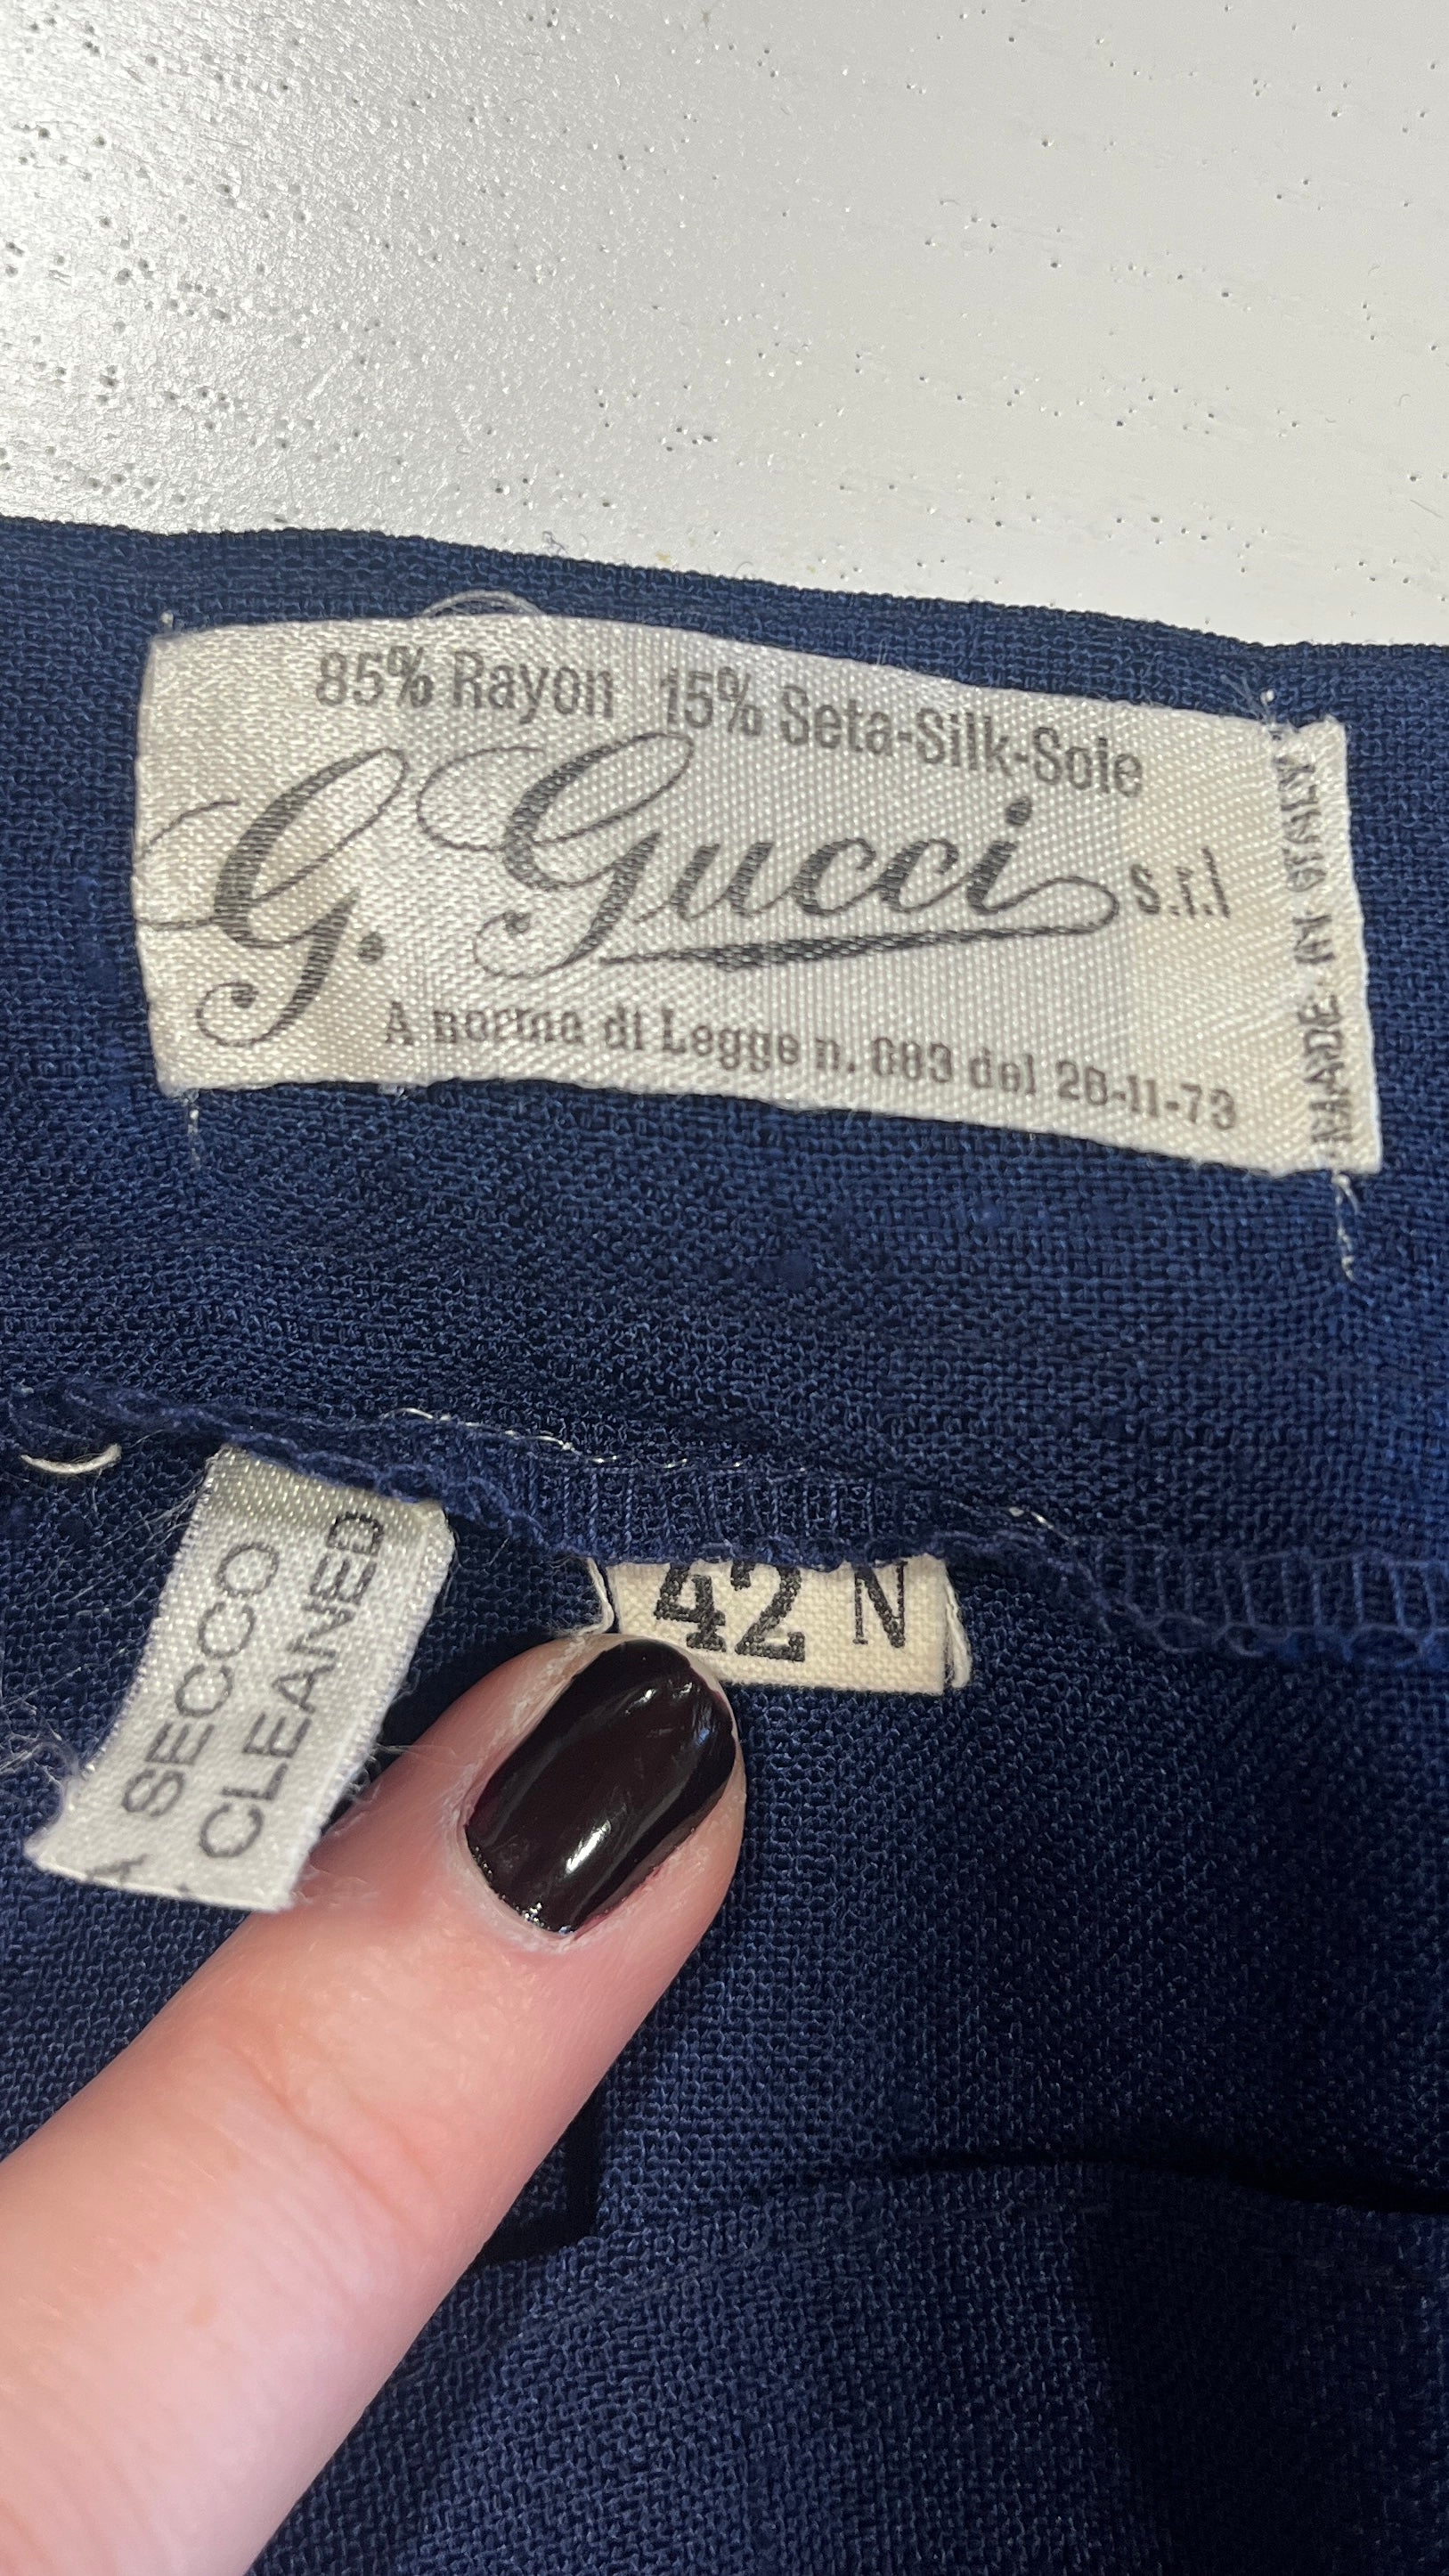 85% Rayon 15% Seta-Silk-Soie
G. Gucci s.r.l
A norma di Legge n. 883 del 26-11-73
MADE IN ITALY
A SECCO
CLEANED
42 N